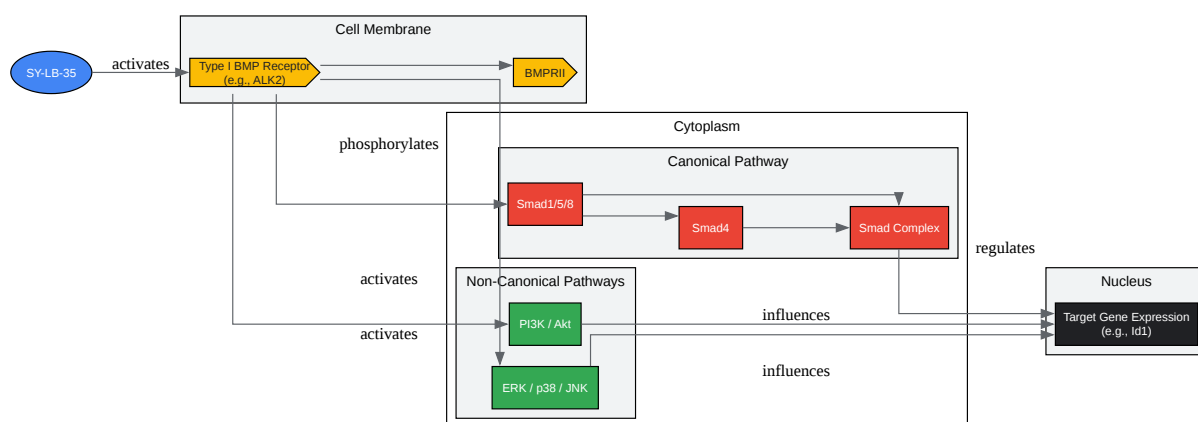 Cell Membrane
SY-LB-35
activates
Type I BMP Receptor
(e.g., ALK2)
BMPRII
Cytoplasm
phosphorylates
Canonical Pathway
Smad1/5/8
Smad4
Smad Complex
regulates
activates
Non-Canonical Pathways
Nucleus
PI3K / Akt
influences
Target Gene Expression
(e.g., Id1)
activates
influences
ERK / p38 / JNK